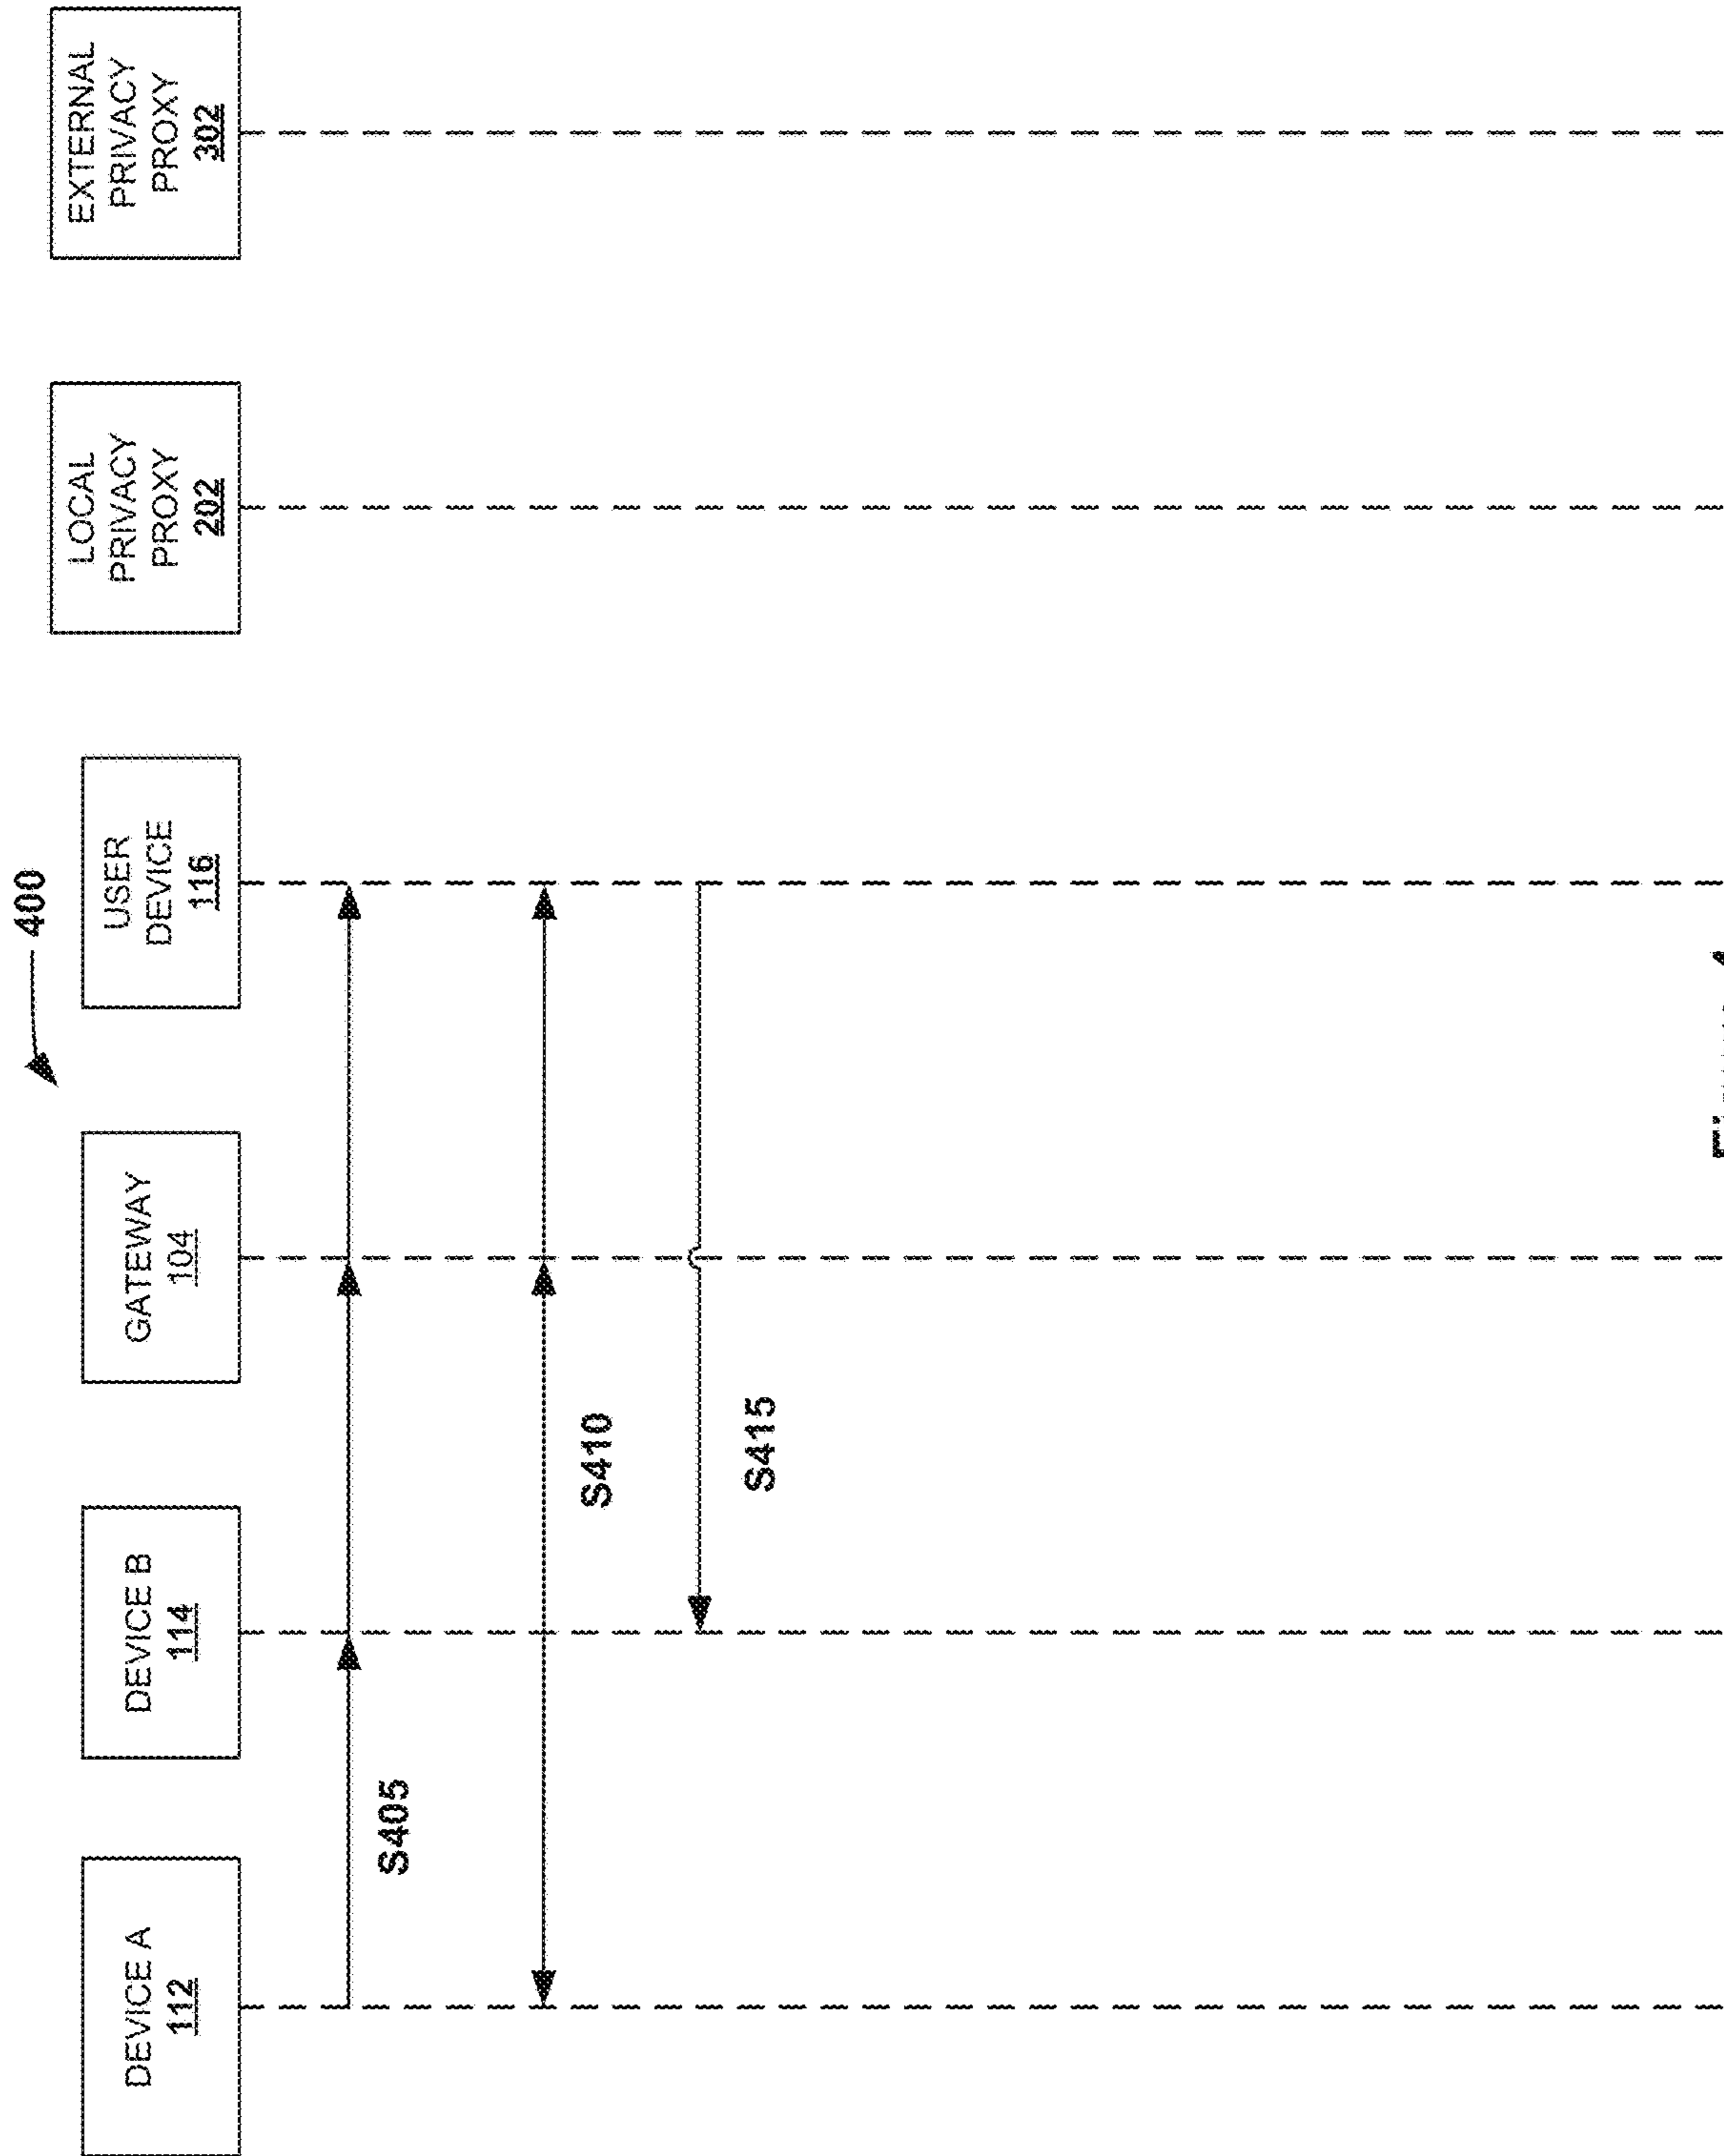 400
DEVICE A
112
DEVICE B
114
GATEWAY
104
USER
DEVICE
116
LOCAL
PRIVACY
PROXY
202
EXTERNAL
PRIVACY
PROXY
302
S405
S410
S415